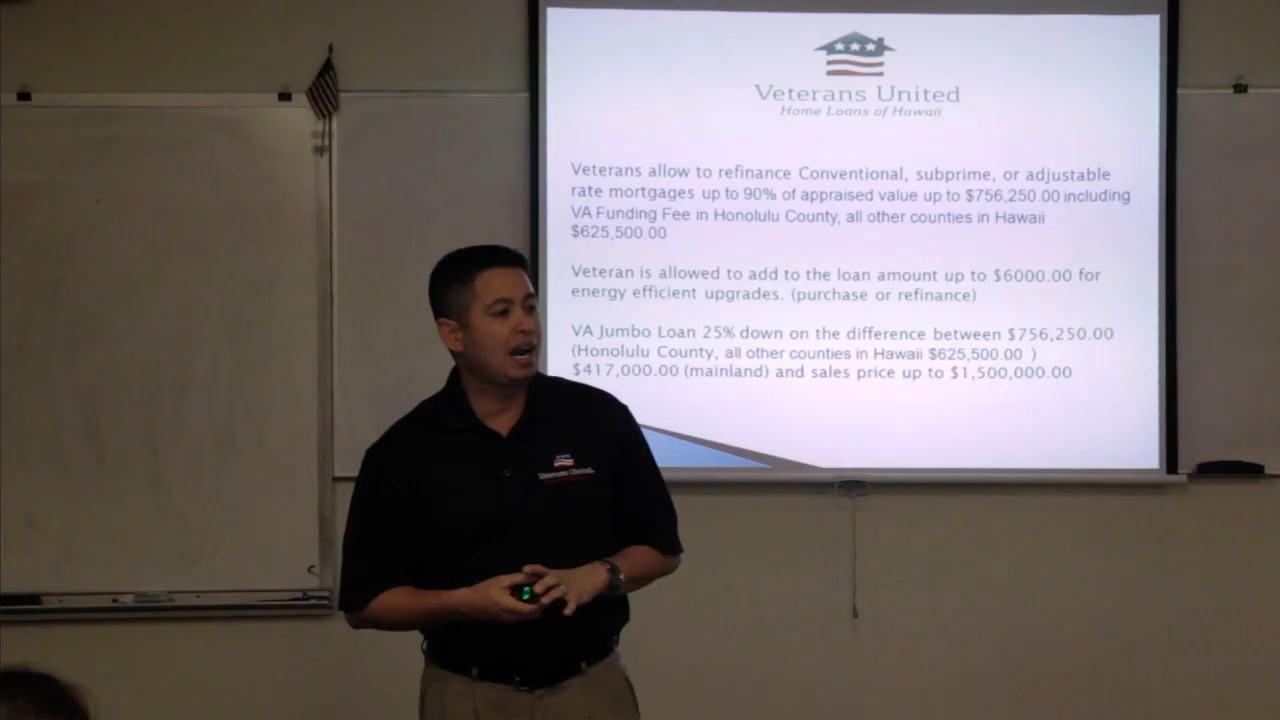 Veterans United
Home Loans of Hawaii
Veterans allow to refinance Conventional, subprime, or adjustable
rate mortgages up to 90% of appraised value up to $756,250.00 including
VA Funding Fee in Honolulu County, all other counties in Hawaii
$625,500.00
Veteran is allowed to add to the loan amount up to $6000.00 for
energy efficient upgrades. (purchase or refinance)
VA Jumbo Loan 25% down on the difference between $756,250.00
(Honolulu County, all other counties in Hawaii $625,500.00 )
$417,000.00 (mainland) and sales price up to $1,500,000.00
Veterans United